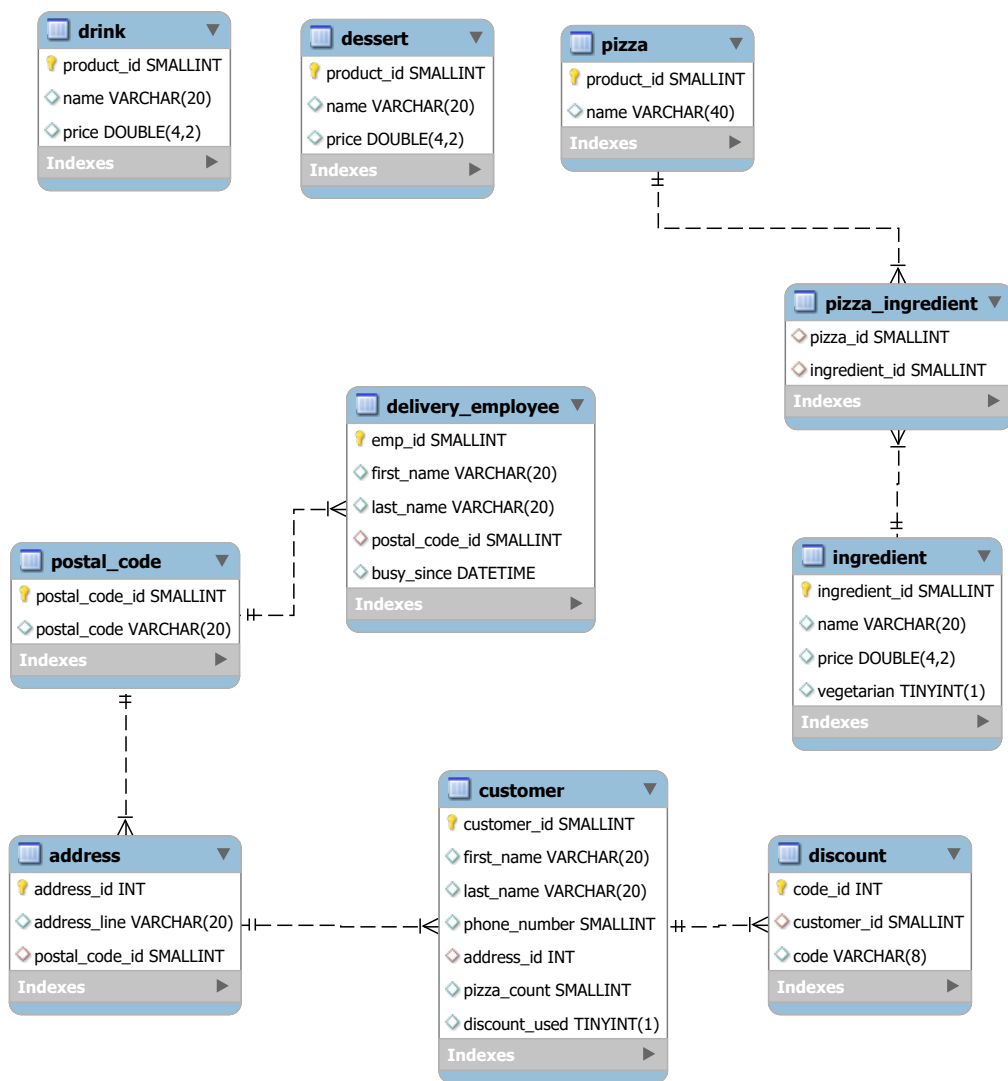 drink
product_id SMALLINT
name VARCHAR(20)
price DOUBLE(4,2)
Indexes
dessert
product_id SMALLINT
name VARCHAR(20)
price DOUBLE(4,2)
Indexes
pizza
product_id SMALLINT
name VARCHAR(40)
Indexes
pizza_ingredient
pizza_id SMALLINT
ingredient_id SMALLINT
Indexes
delivery_employee
emp_id SMALLINT
first_name VARCHAR(20)
last_name VARCHAR(20)
postal_code_id SMALLINT
busy_since DATETIME
Indexes
postal_code
postal_code_id SMALLINT
postal_code VARCHAR(20)
Indexes
ingredient
ingredient_id SMALLINT
name VARCHAR(20)
price DOUBLE(4,2)
vegetarian TINYINT(1)
Indexes
address
address_id INT
address_line VARCHAR(20)
postal_code_id SMALLINT
Indexes
customer
customer_id SMALLINT
first_name VARCHAR(20)
last_name VARCHAR(20)
phone_number SMALLINT
address_id INT
pizza_count SMALLINT
discount_used TINYINT(1)
Indexes
discount
code_id INT
customer_id SMALLINT
code VARCHAR(8)
Indexes